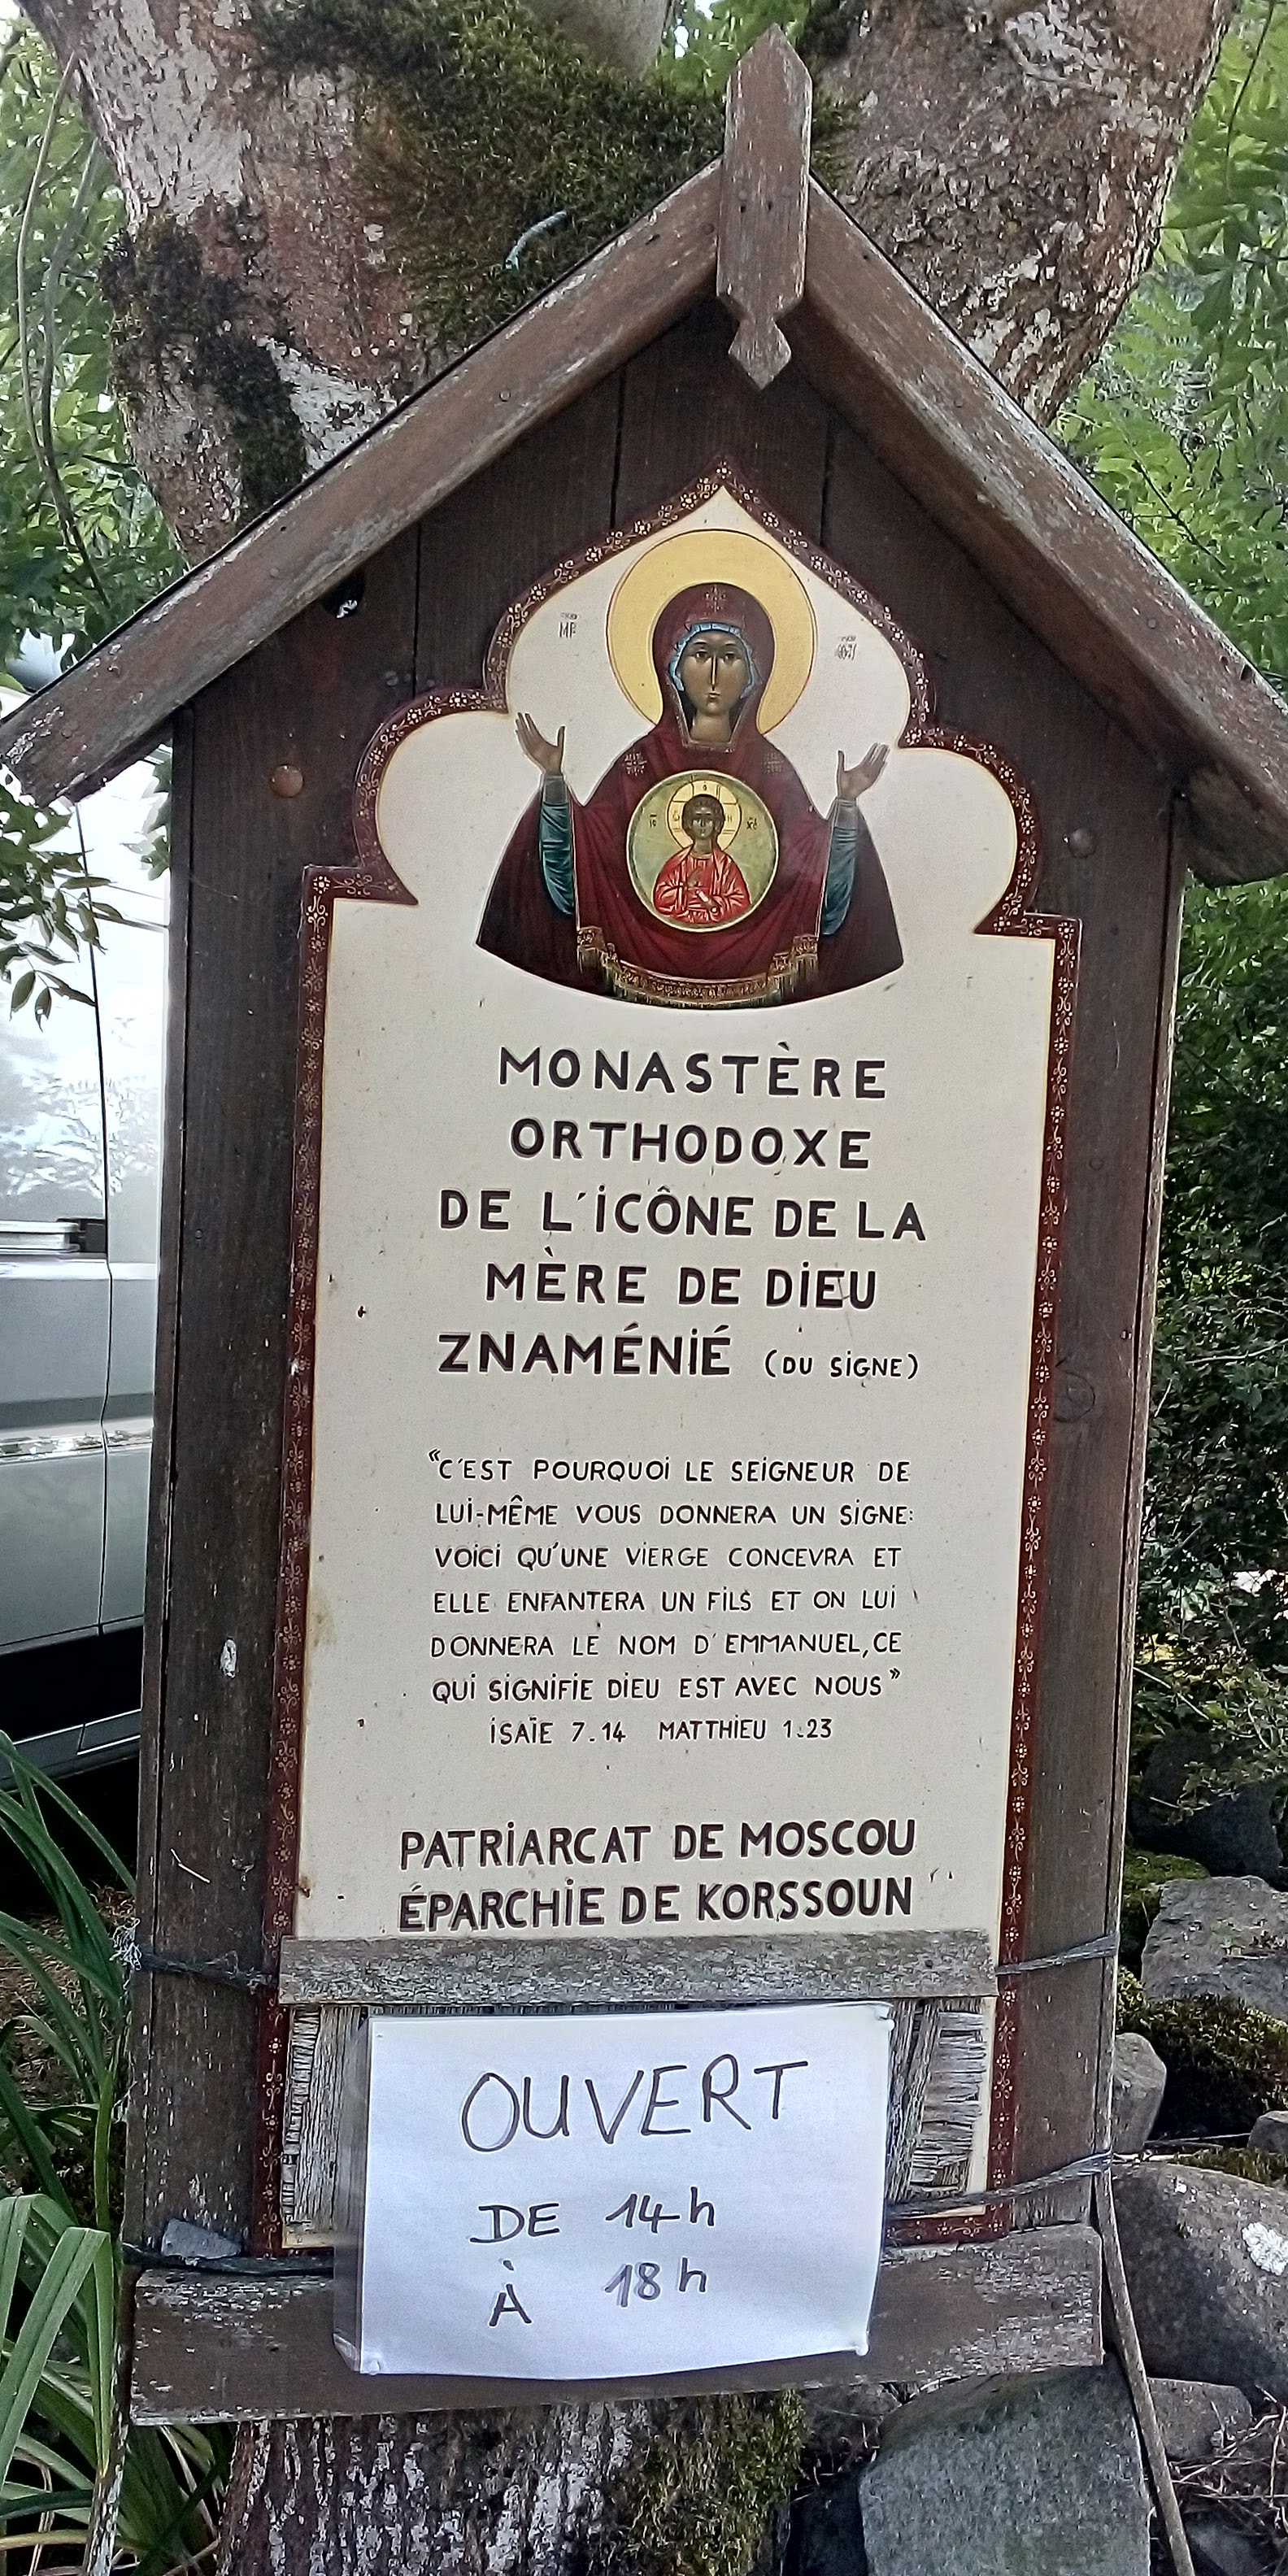 MONASTÈRE
ORTHODOXE
DE L'ICÔNE DE LA
MÈRE DE DIEU
ZNAMÉNIÉ (DU SIGNE)
"C'EST POURQUOI LE SEIGNEUR DE
LUI-MÊME VOUS DONNERA UN SIGNE:
VOICI QU'UNE VIERGE CONCEVRA ET
ELLE ENFANTERA UN FILS ET ON LUI
DONNERA LE NOM D'EMMANUEL, CE
QUI SIGNIFIE DIEU EST AVEC NOUS"
ISAÏE 7.14 MATTHIEU 1.23
PATRIARCAT DE MOSCOU
ÉPARCHIE DE KORSSOUN
OUVERT
DE 14h
À 18h